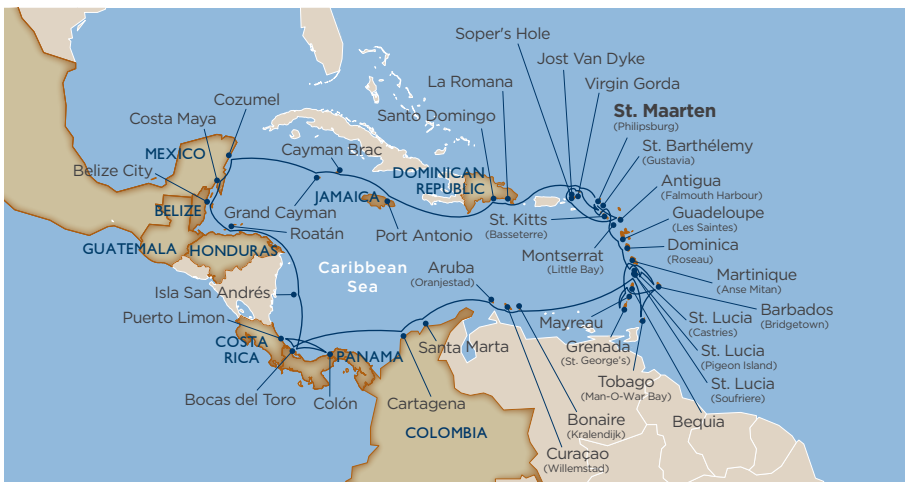 Soper's Hole
Jost Van Dyke
Virgin Gorda
La Romana
Santo Domingo
St. Maarten
(Philipsburg)
St. Barthélemy
(Gustavia)
Antigua
(Falmouth Harbour)
Guadeloupe
(Les Saintes)
Dominica
(Roseau)
Martinique
(Anse Mitan)
Barbados
(Bridgetown)
Cozumel
Costa Maya
MEXICO
Belize City
BELIZE
GUATEMALA
HONDURAS
Cayman Brac
Grand Cayman
Roatán
JAMAICA
Port Antonio
DOMINICAN
REPUBLIC
St. Kitts
(Basseterre)
Montserrat
(Little Bay)
Caribbean
Sea
Aruba
(Oranjestad)
Isla San Andrés
Puerto Limon
COSTA
RICA
Bocas del Toro
PANAMA
Colón
Cartagena
Santa Marta
COLOMBIA
Mayreau
Grenada
(St. George's)
Tobago
(Man-O-War Bay)
St. Lucia
(Castries)
St. Lucia
(Pigeon Island)
St. Lucia
(Soufriere)
Bequia
Bonaire
(Kralendijk)
Curaçao
(Willemstad)